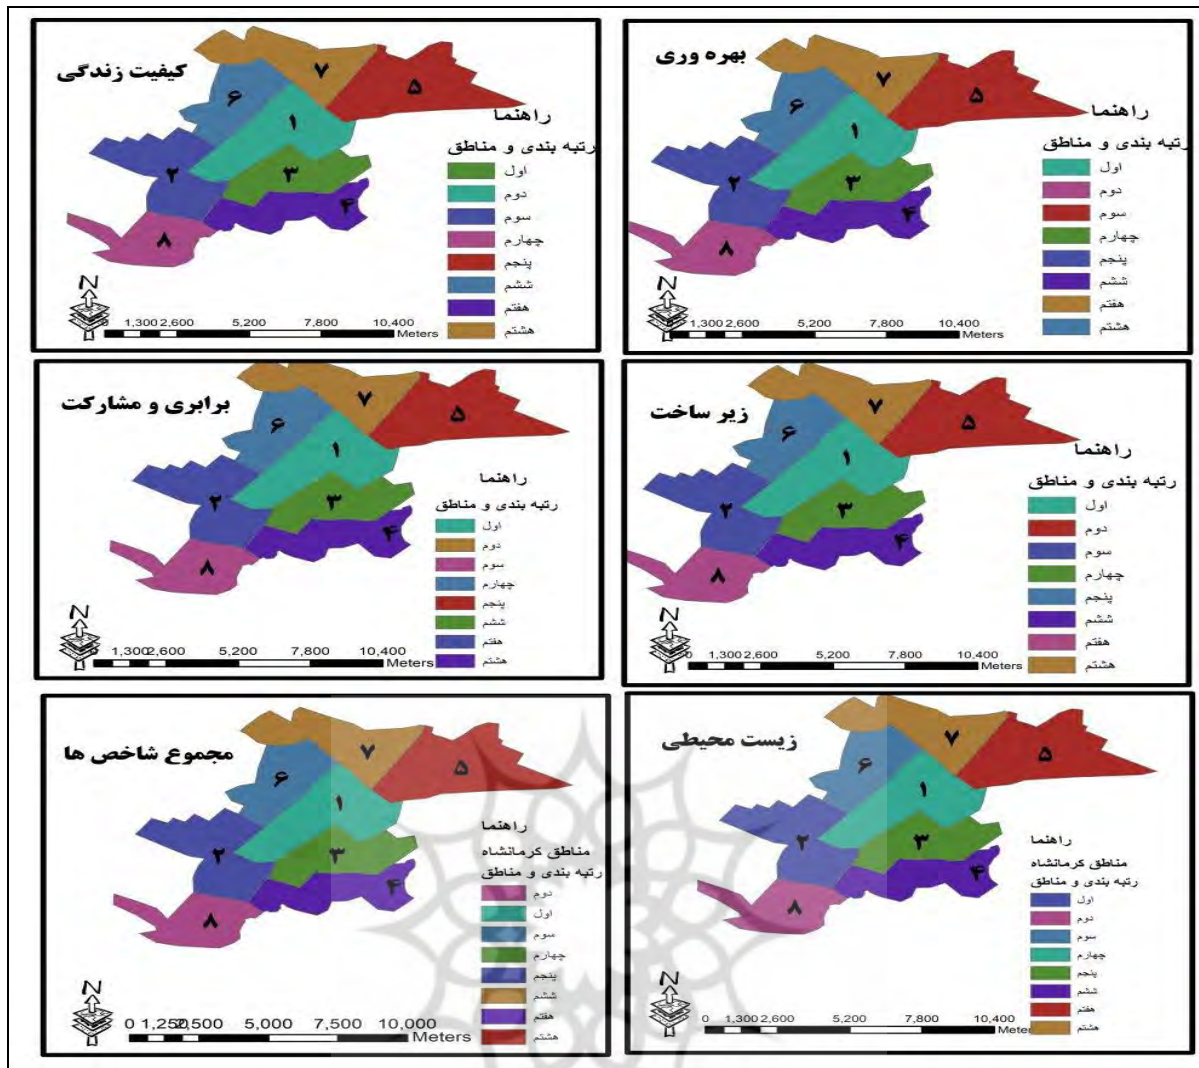 کیفیت زندگی
۷
۵
۶
۱
۲
۳
۴
۸
راهنما
رتبه بندی و مناطق
اول
دوم
سوم
چهارم
پنجم
ششم
هفتم
هشتم
N
0 1,300 2,600 5,200 7,800 10,400
Meters
بهره وری
۷
۵
۶
۱
۲
۳
۴
۸
راهنما
رتبه بندی و مناطق
اول
دوم
سوم
چهارم
پنجم
ششم
هفتم
هشتم
N
0 1,300 2,600 5,200 7,800 10,400
Meters
برابری و مشارکت
۷
۵
۶
۱
۲
۳
۴
۸
راهنما
رتبه بندی و مناطق
اول
دوم
سوم
چهارم
پنجم
ششم
هفتم
هشتم
N
0 1,300 2,600 5,200 7,800 10,400
Meters
زیر ساخت
۷
۵
۶
۱
۲
۳
۴
۸
راهنما
رتبه بندی و مناطق
اول
دوم
سوم
چهارم
پنجم
ششم
هفتم
هشتم
N
0 1,300 2,600 5,200 7,800 10,400
Meters
مجموع شاخص ها
۷
۵
۶
۱
۲
۳
۴
۸
راهنما
مناطق کرمانشاه
رتبه بندی و مناطق
دوم
اول
سوم
چهارم
پنجم
ششم
هفتم
هشتم
N
0 1,250 2,500 5,000 7,500 10,000
Meters
زیست محیطی
۷
۵
۶
۱
۲
۳
۴
۸
راهنما
مناطق کرمانشاه
رتبه بندی و مناطق
اول
دوم
سوم
چهارم
پنجم
ششم
هفتم
هشتم
N
0 1,300 2,600 5,200 7,800 10,400
Meters